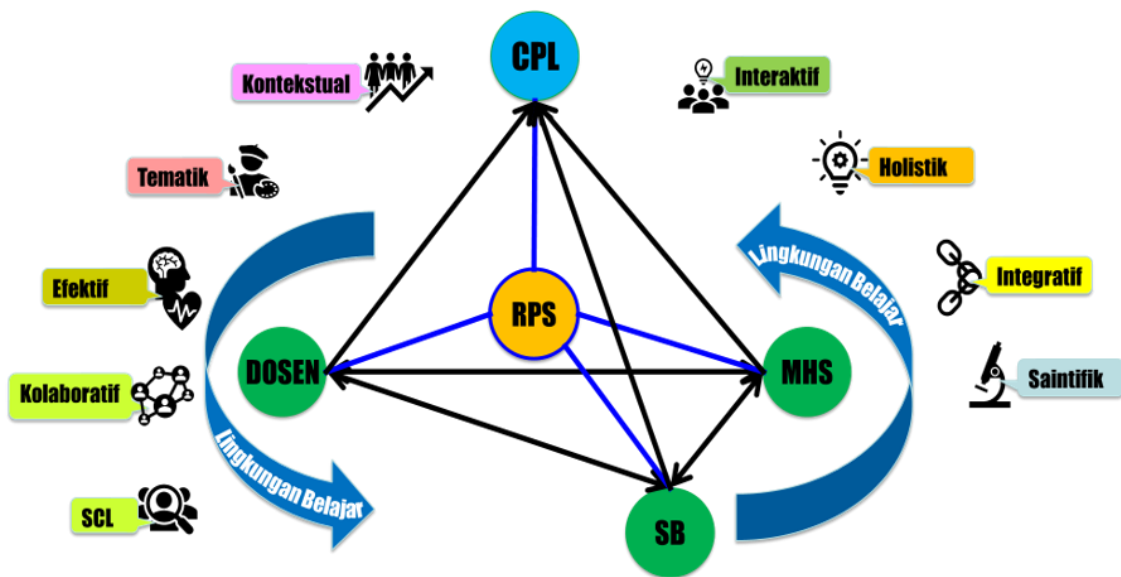 CPL
Kontekstual
Interaktif
Tematik
Holistik
Efektif
Lingkungan Belajar
Integratif
RPS
DOSEN
MHS
Kolaboratif
Saintifik
Lingkungan Belajar
SCL
SB